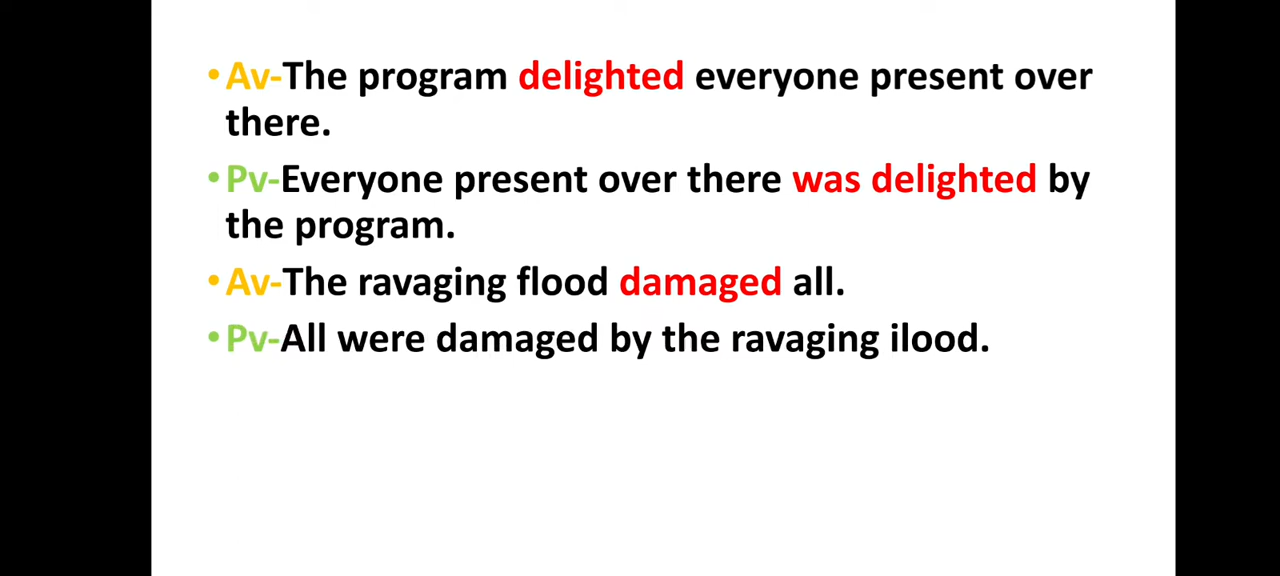 •Av-The program delighted everyone present over
there.
•Pv-Everyone present over there was delighted by
the program.
•Av-The ravaging flood damaged all.
•Pv-All were damaged by the ravaging ilood.